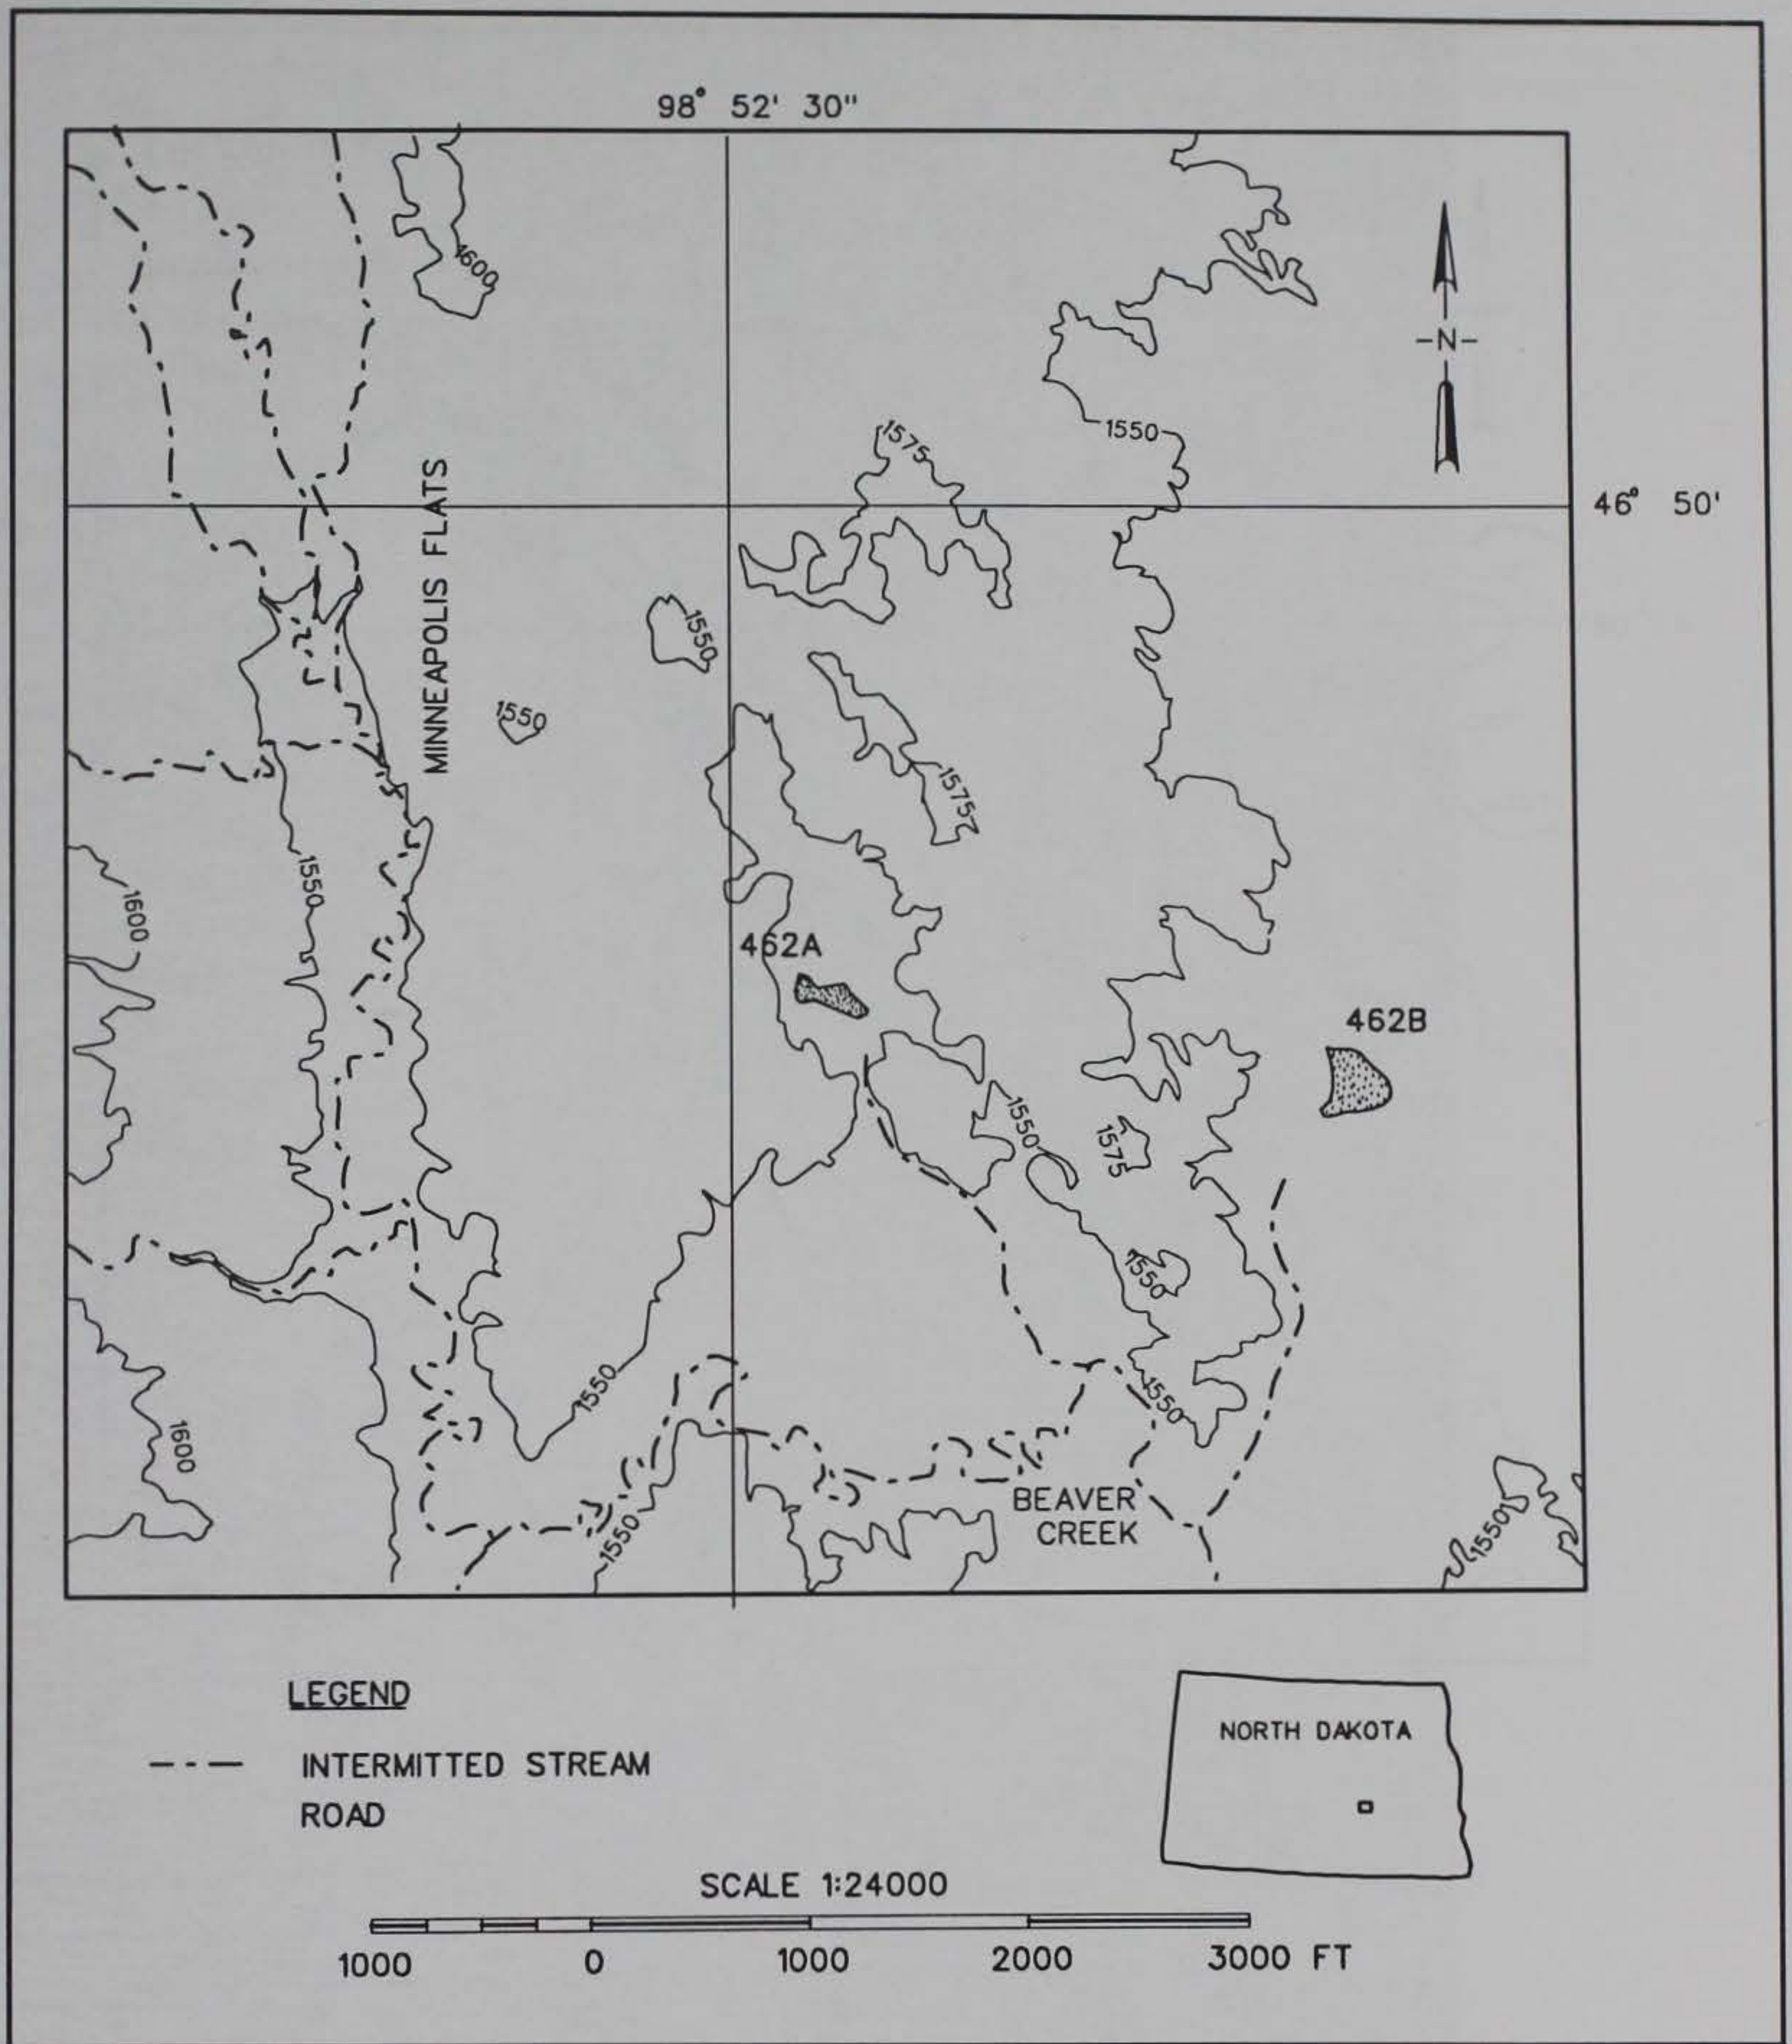 98° 52' 30"
1600
-N-
1550
1575
46° 50'
MINNEAPOLIS FLATS
1550
1550
1575
1550
1600
462A
462B
1550
1575
1550
1550
1550
1600
1550
1550
BEAVER
CREEK
LEGEND
INTERMITTED STREAM
ROAD
NORTH DAKOTA
SCALE 1:24000
1000 0 1000 2000 3000 FT